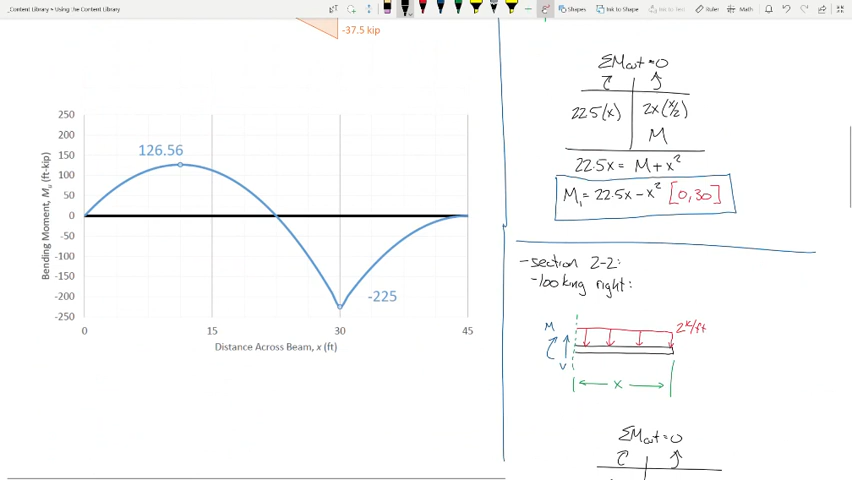 _Content Library » Using the Content Library
Shapes
Ink to Shape
Ink to Text
Ruler
Math
-37.5 kip
250
200
150
100
50
0
-50
-100
-150
-200
-250
Bending Moment, Mu (ft-kip)
126.56
-225
0
15
30
45
Distance Across Beam, x (ft)
ΣMcut=0
22.5(x)
2x(x/2)
M
22.5x = M+x²
M₁=22.5x-x² [0,30]
-section 2-2:
-looking right:
M
V
2ᵏ/ft
x
ΣMcut=0